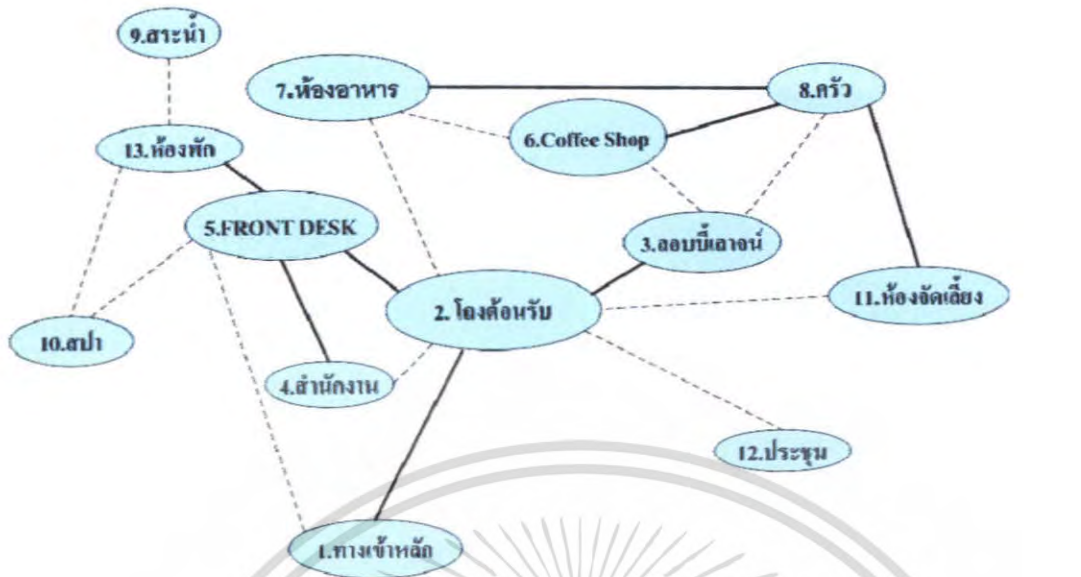 9.สระน้ำ
7.ห้องอาหาร
8.ครัว
6.Coffee Shop
13.ห้องพัก
5.FRONT DESK
3.ลอบบี้เลาจน์
2.โถงต้อนรับ
11.ห้องจัดเลี้ยง
10.สปา
4.สำนักงาน
12.ประชุม
1.ทางเข้าหลัก